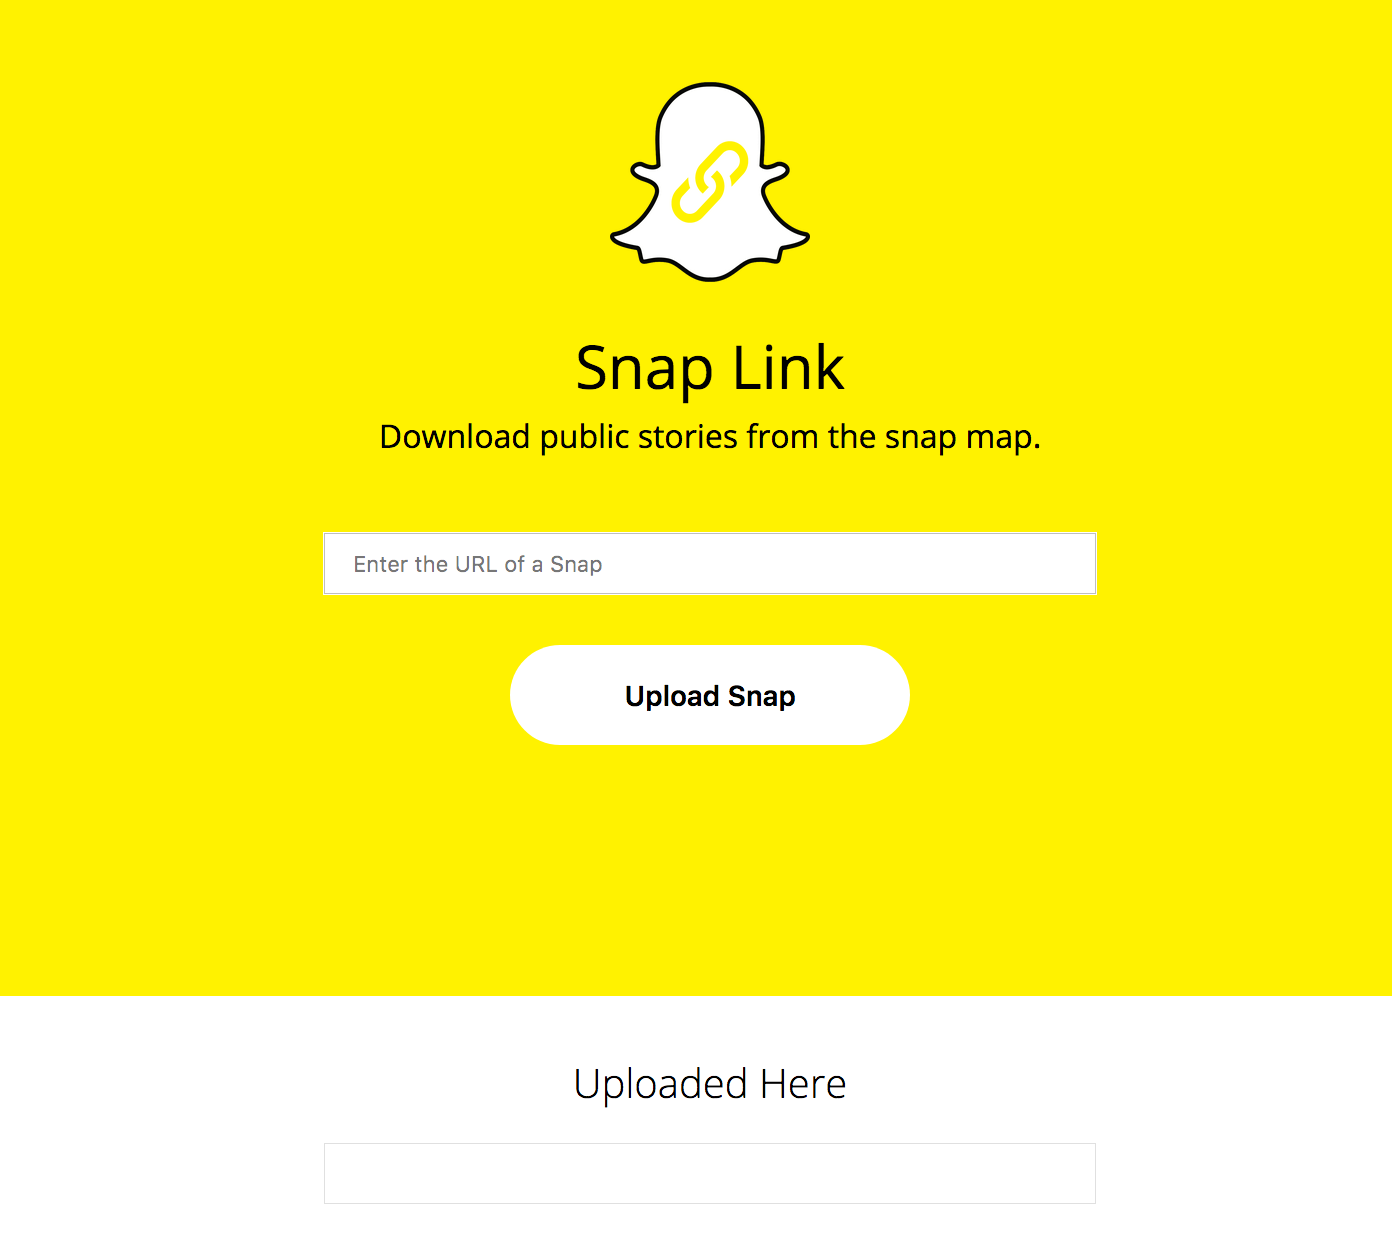 Snap Link
Download public stories from the snap map.
Enter the URL of a Snap
Upload Snap
Uploaded Here